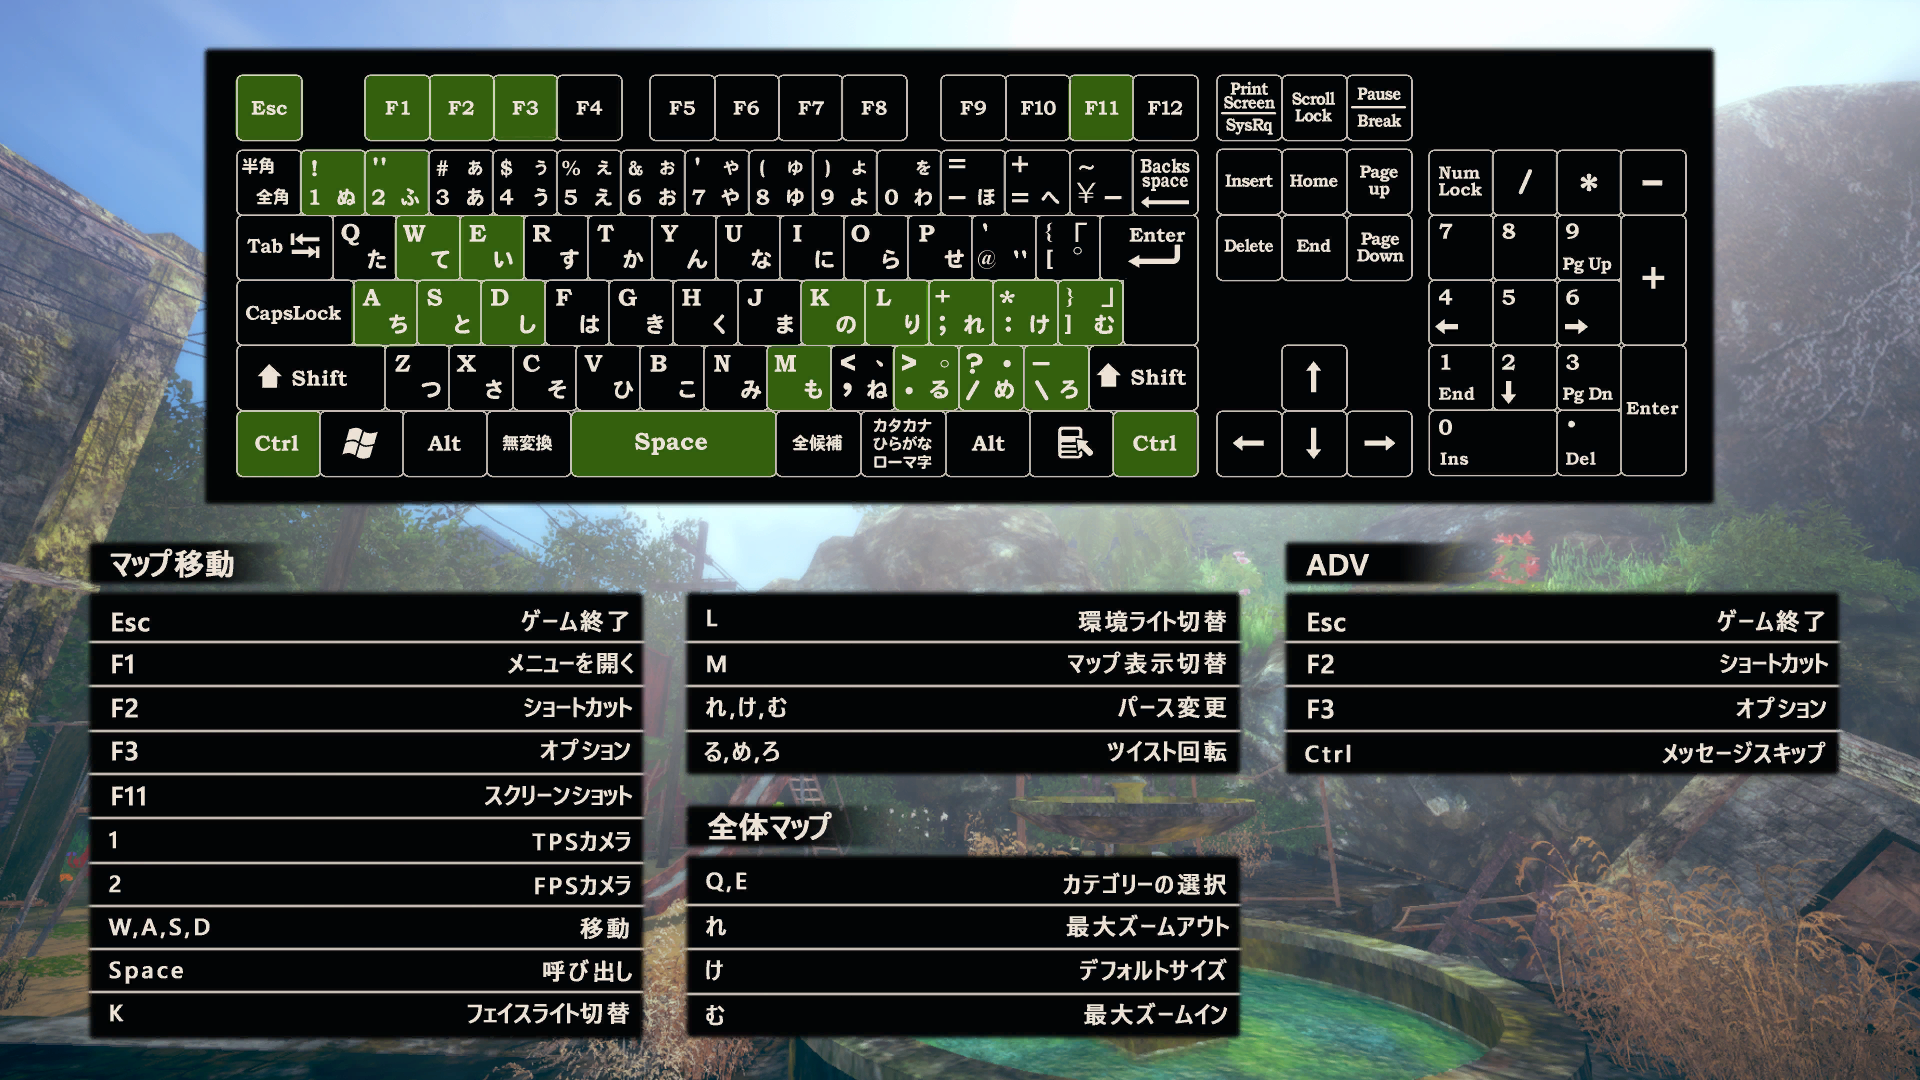 Esc F1 F2 F3 F4 F5 F6 F7 F8 F9 F10 F11 F12 Print Screen SysRq Scroll Lock Pause Break
半角 全角 ! 1 ぬ " 2 ふ # あ 3 あ $ ぅ 4 う % ぇ 5 え & ぉ 6 お ' ゃ 7 や ( ゅ 8 ゆ ) ょ 9 よ を 0 わ = - ほ + = へ ~ ¥ ー Backs space Insert Home Page up Num Lock / * -
Tab Q た W て E い R す T か Y ん U な I に O ら P せ ' @ " { 「 [ ° Enter Delete End Page Down 7 8 9 Pg Up +
CapsLock A ち S と D し F は G き H く J ま K の L り + ; れ * : け } 」 ] む 4 ← 5 6 →
Shift Z つ X さ C そ V ひ B こ N み M も < 、 , ね > 。 . る ? ・ / め _ \ ろ Shift ↑ 1 End 2 ↓ 3 Pg Dn Enter
Ctrl Alt 無変換 Space 全候補 カタカナ ひらがな ローマ字 Alt Ctrl ← ↓ → 0 Ins . Del
マップ移動
Esc ゲーム終了
F1 メニューを開く
F2 ショートカット
F3 オプション
F11 スクリーンショット
1 TPSカメラ
2 FPSカメラ
W,A,S,D 移動
Space 呼び出し
K フェイスライト切替
L 環境ライト切替
M マップ表示切替
れ,け,む パース変更
る,め,ろ ツイスト回転
全体マップ
Q,E カテゴリーの選択
れ 最大ズームアウト
け デフォルトサイズ
む 最大ズームイン
ADV
Esc ゲーム終了
F2 ショートカット
F3 オプション
Ctrl メッセージスキップ